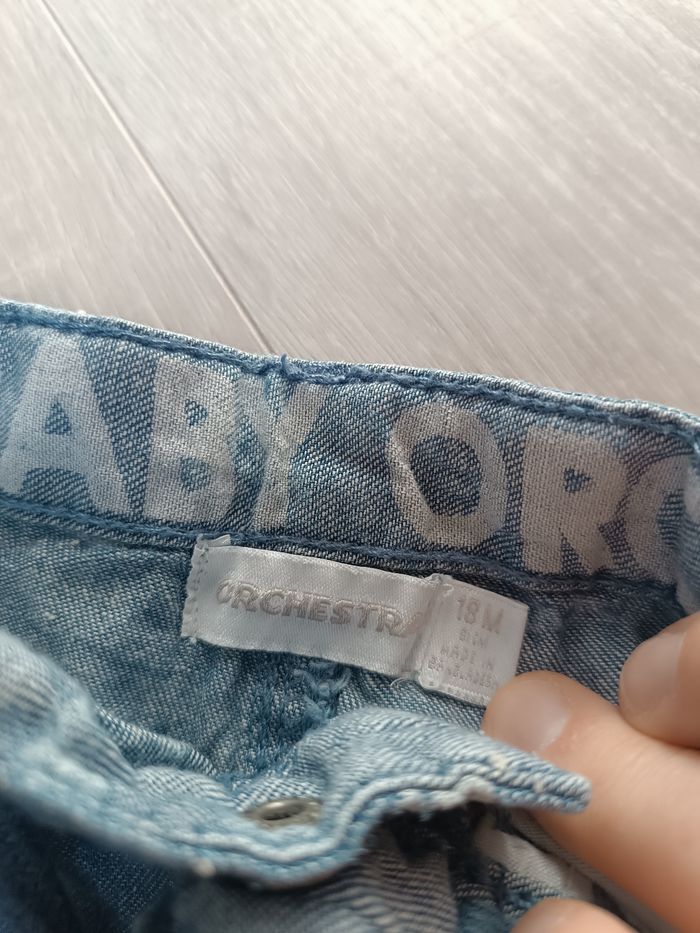 ABY ORC
ORCHESTRA
18 M
MADE IN